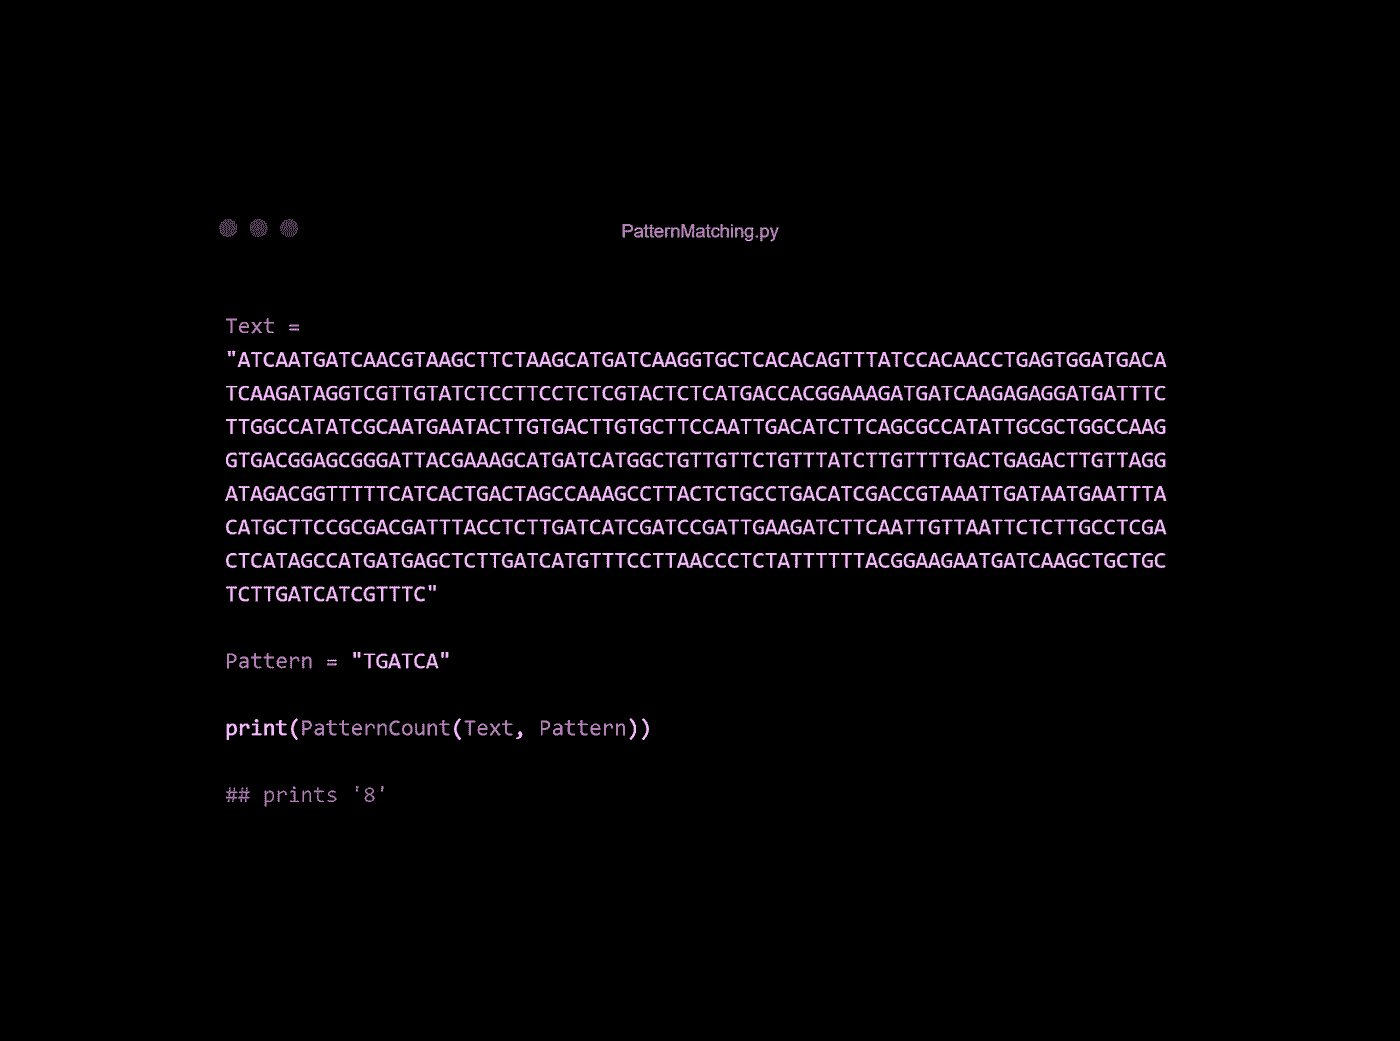 PatternMatching.py
Text =
"ATCAATGATCAACGTAAGCTTCTAAGCATGATCAAGGTGCTCACACAGTTTATCCACAACCTGAGTGGATGACA
TCAAGATAGGTCGTTGTATCTCCTTCCTCTCGTACTCTCATGACCACGGAAAGATGATCAAGAGAGGATGATTTC
TTGGCCATATCGCAATGAATACTTGTGACTTGTGCTTCCAATTGACATCTTCAGCGCCATATTGCGCTGGCCAAG
GTGACGGAGCGGGATTACGAAAGCATGATCATGGCTGTTGTTCTGTTTATCTTGTTTTGACTGAGACTTGTTAGG
ATAGACGGTTTTTCATCACTGACTAGCCAAAGCCTTACTCTGCCTGACATCGACCGTAAATTGATAATGAATTTA
CATGCTTCCGCGACGATTTACCTCTTGATCATCGATCCGATTGAAGATCTTCAATTGTTAATTCTCTTGCCTCGA
CTCATAGCCATGATGAGCTCTTGATCATGTTTCCTTAACCCTCTATTTTTTACGGAAGAATGATCAAGCTGCTGC
TCTTGATCATCGTTTC"
Pattern = "TGATCA"
print(PatternCount(Text, Pattern))
## prints '8'